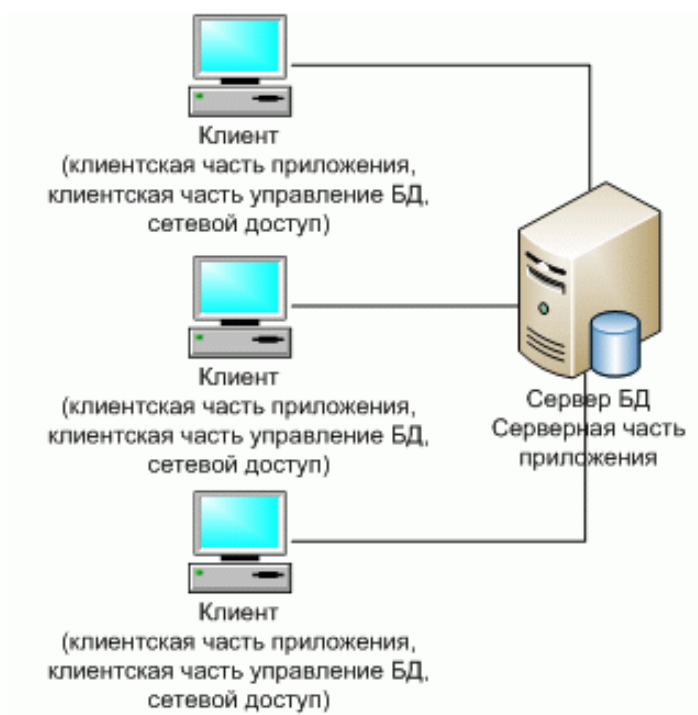 Клиент
(клиентская часть приложения,
клиентская часть управление БД,
сетевой доступ)
Клиент
(клиентская часть приложения,
клиентская часть управление БД,
сетевой доступ)
Сервер БД
Серверная часть
приложения
Клиент
(клиентская часть приложения,
клиентская часть управление БД,
сетевой доступ)